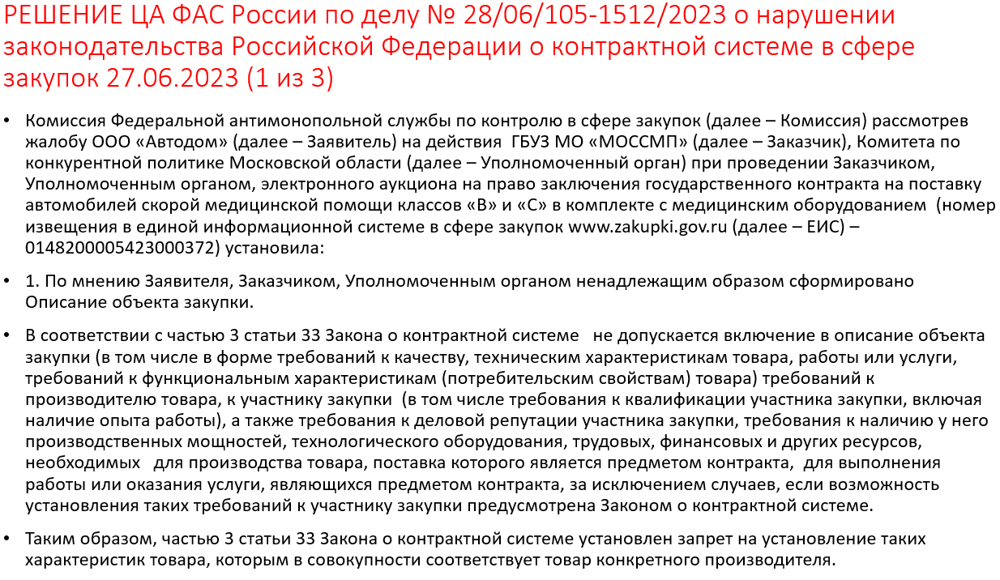 РЕШЕНИЕ ЦА ФАС России по делу № 28/06/105-1512/2023 о нарушении
законодательства Российской Федерации о контрактной системе в сфере
закупок 27.06.2023 (1 из 3)
• Комиссия Федеральной антимонопольной службы по контролю в сфере закупок (далее – Комиссия) рассмотрев
жалобу ООО «Автодом» (далее – Заявитель) на действия ГБУЗ МО «МОССМП» (далее – Заказчик), Комитета по
конкурентной политике Московской области (далее – Уполномоченный орган) при проведении Заказчиком,
Уполномоченным органом, электронного аукциона на право заключения государственного контракта на поставку
автомобилей скорой медицинской помощи классов «В» и «С» в комплекте с медицинским оборудованием (номер
извещения в единой информационной системе в сфере закупок www.zakupki.gov.ru (далее – ЕИС) –
0148200005423000372) установила:
• 1. По мнению Заявителя, Заказчиком, Уполномоченным органом ненадлежащим образом сформировано
Описание объекта закупки.
• В соответствии с частью 3 статьи 33 Закона о контрактной системе не допускается включение в описание объекта
закупки (в том числе в форме требований к качеству, техническим характеристикам товара, работы или услуги,
требований к функциональным характеристикам (потребительским свойствам) товара) требований к
производителю товара, к участнику закупки (в том числе требования к квалификации участника закупки, включая
наличие опыта работы), а также требования к деловой репутации участника закупки, требования к наличию у него
производственных мощностей, технологического оборудования, трудовых, финансовых и других ресурсов,
необходимых для производства товара, поставка которого является предметом контракта, для выполнения
работы или оказания услуги, являющихся предметом контракта, за исключением случаев, если возможность
установления таких требований к участнику закупки предусмотрена Законом о контрактной системе.
• Таким образом, частью 3 статьи 33 Закона о контрактной системе установлен запрет на установление таких
характеристик товара, которым в совокупности соответствует товар конкретного производителя.